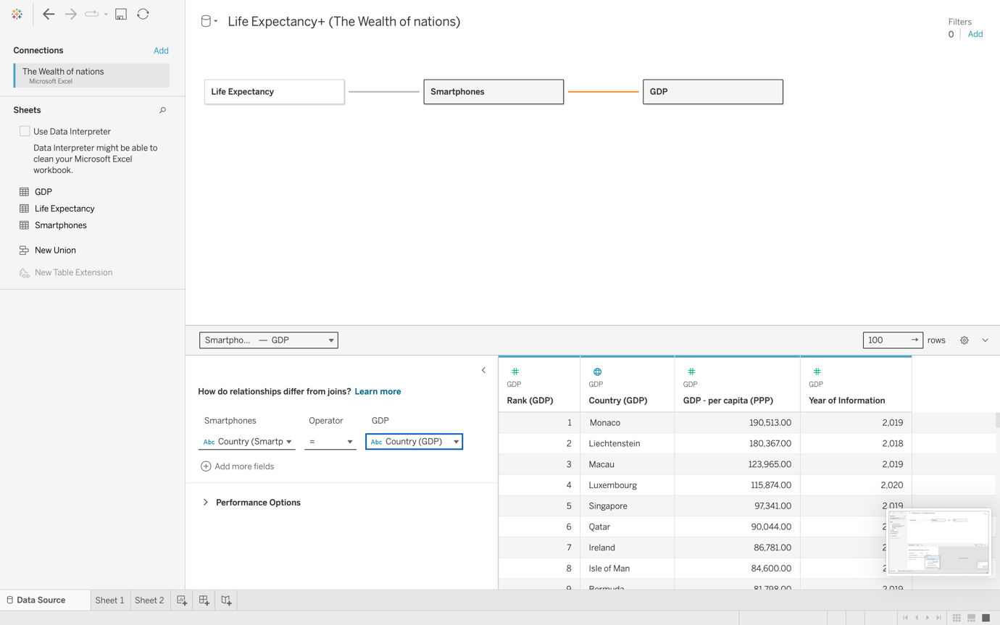 Life Expectancy+ (The Wealth of nations)
Filters
0 Add
Connections Add
The Wealth of nations
Microsoft Excel
Sheets
Use Data Interpreter
Data Interpreter might be able to
clean your Microsoft Excel
workbook.
GDP
Life Expectancy
Smartphones
New Union
New Table Extension
Life Expectancy Smartphones GDP
Smartpho... — GDP 100 → rows
How do relationships differ from joins? Learn more
Smartphones Operator GDP
Abc Country (Smartp = Abc Country (GDP)
Add more fields
Performance Options
# # #
GDP GDP GDP GDP
Rank (GDP) Country (GDP) GDP - per capita (PPP) Year of Information
1 Monaco 190,513.00 2,019
2 Liechtenstein 180,367.00 2,018
3 Macau 123,965.00 2,019
4 Luxembourg 115,874.00 2,020
5 Singapore 97,341.00 2,019
6 Qatar 90,044.00
7 Ireland 86,781.00
8 Isle of Man 84,600.00
9 Bermuda 81,798.00 2,019
Data Source Sheet 1 Sheet 2